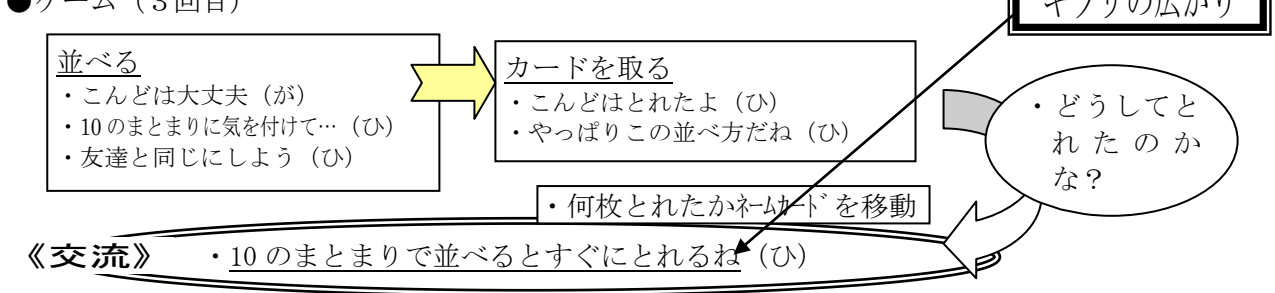 ●ゲーム（３回目）
キブリの広がり
並べる
・こんどは大丈夫（が）
・10のまとまりに気を付けて…（ひ）
・友達と同じにしよう（ひ）
カードを取る
・こんどはとれたよ（ひ）
・やっぱりこの並べ方だね（ひ）
・どうしてと
れたのか
な？
・何枚とれたかﾈｰﾑｶｰﾄﾞを移動
《交流》 ・10のまとまりで並べるとすぐにとれるね（ひ）